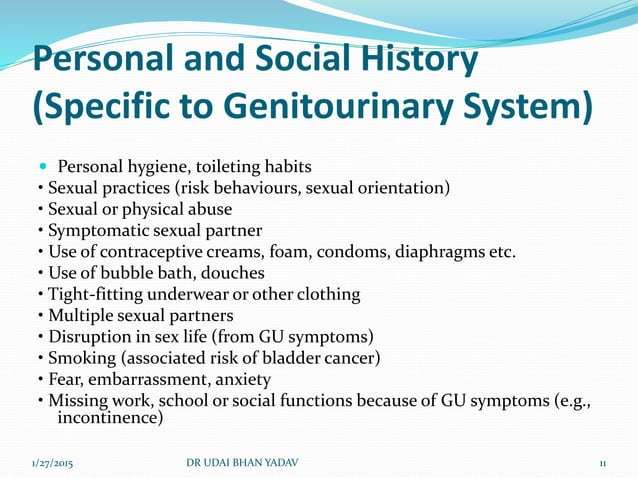 Personal and Social History
(Specific to Genitourinary System)
• Personal hygiene, toileting habits
• Sexual practices (risk behaviours, sexual orientation)
• Sexual or physical abuse
• Symptomatic sexual partner
• Use of contraceptive creams, foam, condoms, diaphragms etc.
• Use of bubble bath, douches
• Tight-fitting underwear or other clothing
• Multiple sexual partners
• Disruption in sex life (from GU symptoms)
• Smoking (associated risk of bladder cancer)
• Fear, embarrassment, anxiety
• Missing work, school or social functions because of GU symptoms (e.g.,
incontinence)
1/27/2015 DR UDAI BHAN YADAV 11